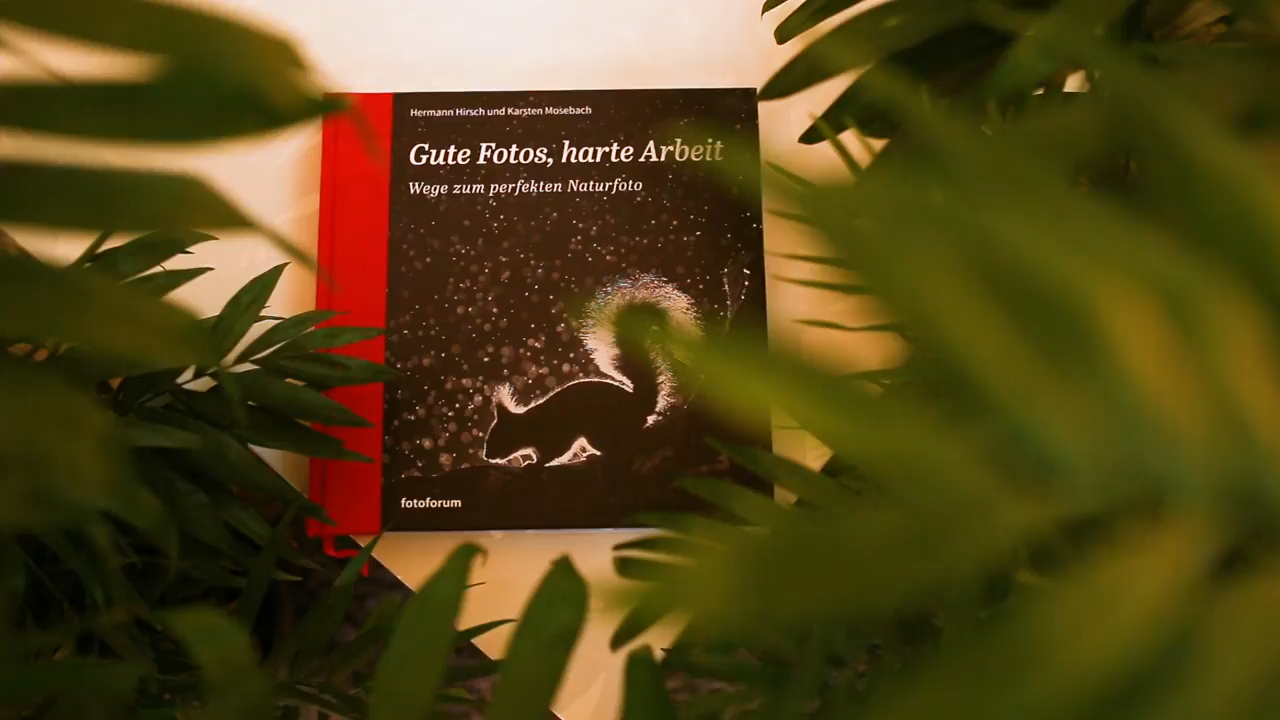 Hermann Hirsch und Karsten Mosebach
Gute Fotos, harte Arbeit
Wege zum perfekten Naturfoto
fotoforum